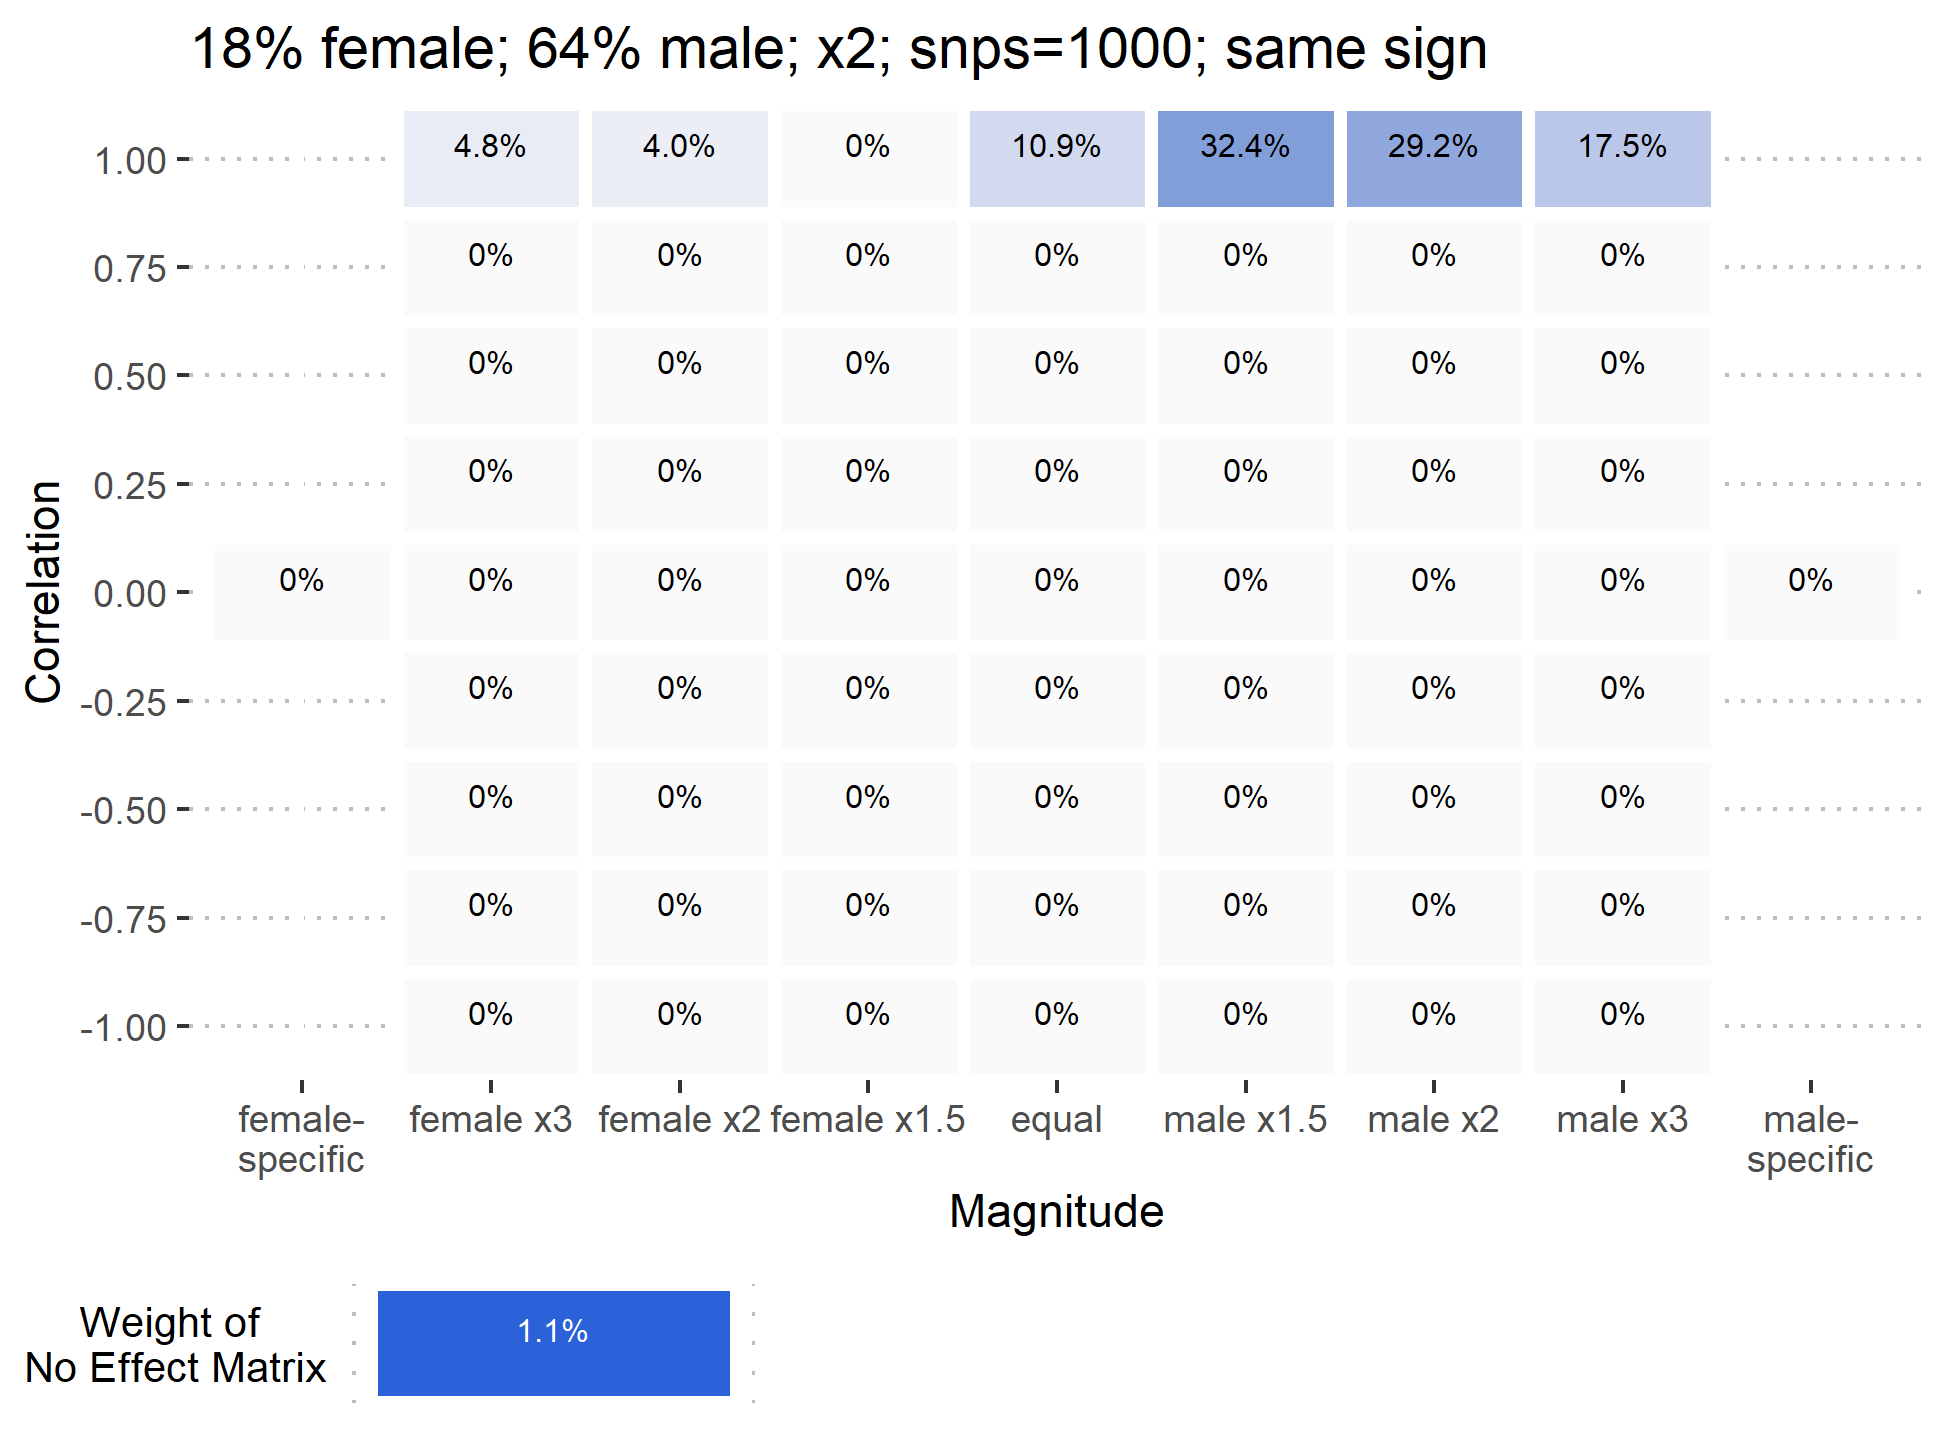 18% female; 64% male; x2; snps=1000; same sign
1.00 4.8% 4.0% 0% 10.9% 32.4% 29.2% 17.5%
0.75 0% 0% 0% 0% 0% 0% 0%
0.50 0% 0% 0% 0% 0% 0% 0%
0.25 0% 0% 0% 0% 0% 0% 0%
0.00 0% 0% 0% 0% 0% 0% 0% 0% 0%
-0.25 0% 0% 0% 0% 0% 0% 0%
-0.50 0% 0% 0% 0% 0% 0% 0%
-0.75 0% 0% 0% 0% 0% 0% 0%
-1.00 0% 0% 0% 0% 0% 0% 0%
Correlation
female- female x3 female x2 female x1.5 equal male x1.5 male x2 male x3 male-
specific specific
Magnitude
Weight of
No Effect Matrix
1.1%